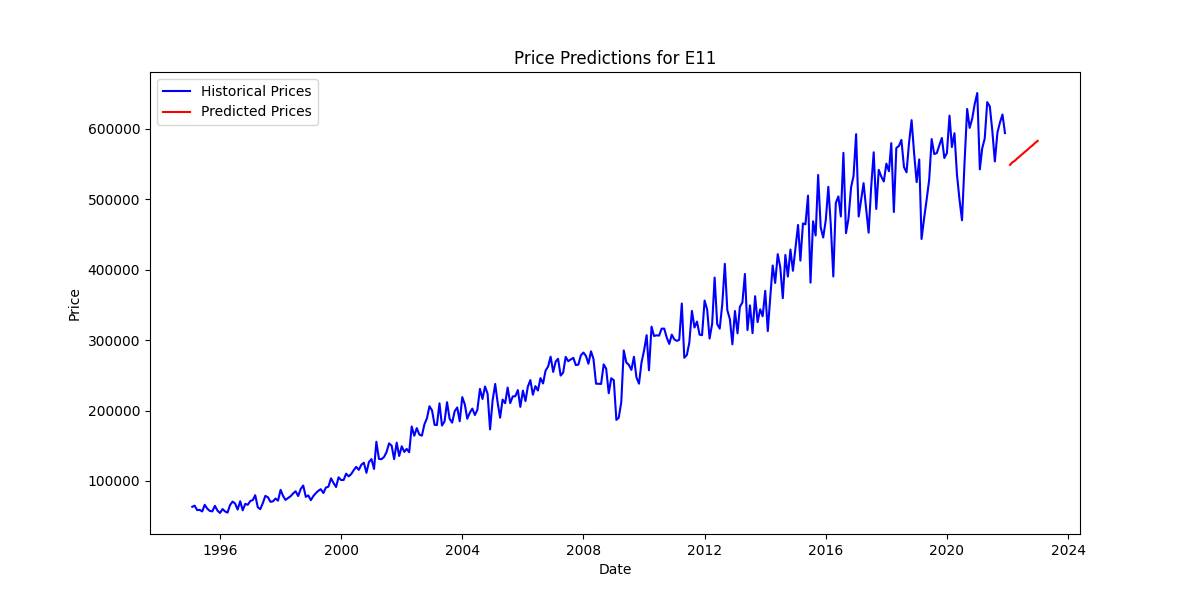 Price Predictions for E11
Historical Prices
Predicted Prices
Price
600000
500000
400000
300000
200000
100000
1996 2000 2004 2008 2012 2016 2020 2024
Date